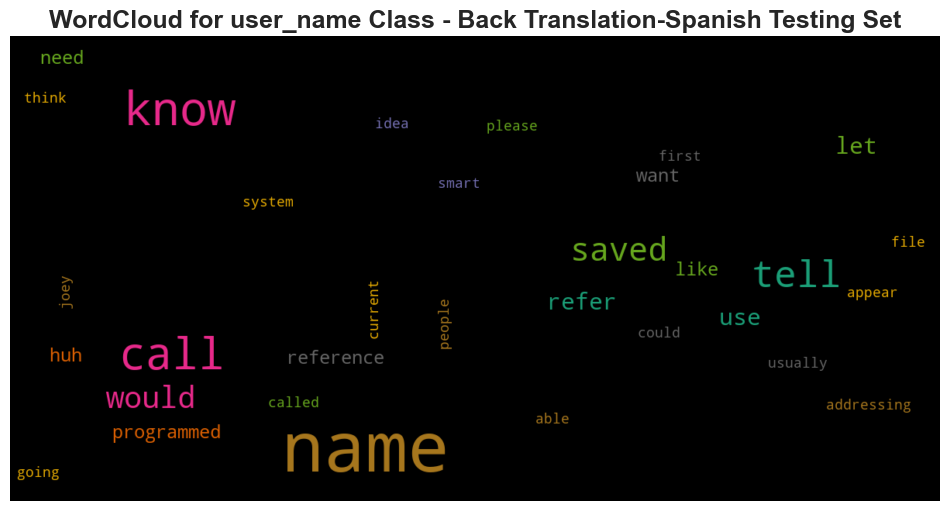 WordCloud for user_name Class - Back Translation-Spanish Testing Set
need
think
know
idea
please
let
first
want
smart
system
saved
file
like
tell
joey
current
people
refer
appear
use
could
huh
call
reference
usually
would
called
addressing
able
programmed
name
going